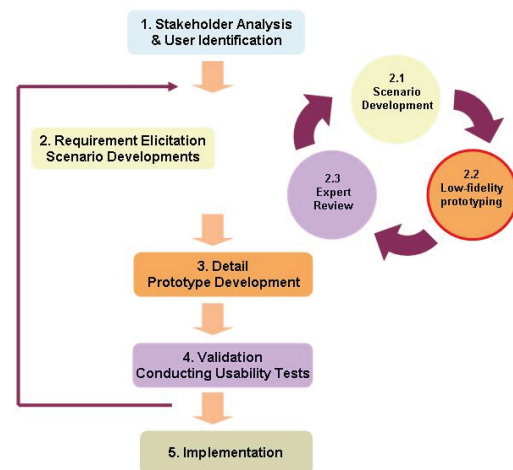 1. Stakeholder Analysis
& User Identification
2.1
Scenario
Development
2. Requirement Elicitation
Scenario Developments
2.3
Expert
Review
2.2
Low-fidelity
prototyping
3. Detail
Prototype Development
4. Validation
Conducting Usability Tests
5. Implementation